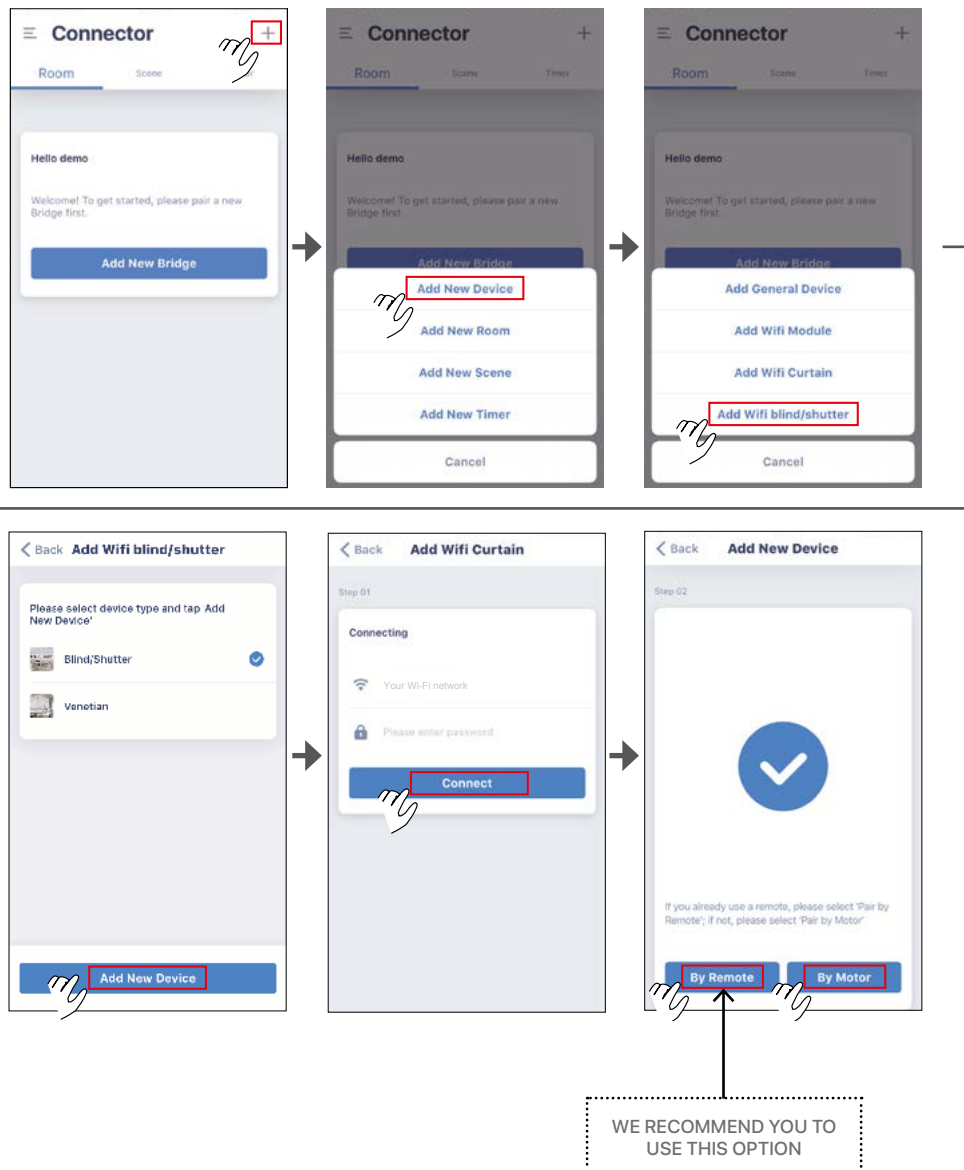 Connector
Room
Scene
Hello demo
Welcome! To get started, please pair a new
Bridge first.
Add New Bridge
Connector
Room
Scene
Timer
Hello demo
Welcome! To get started, please pair a new
Bridge first.
Add New Bridge
Add New Device
Add New Room
Add New Scene
Add New Timer
Cancel
Connector
Room
Scene
Timer
Hello demo
Welcome! To get started, please pair a new
Bridge first.
Add New Bridge
Add General Device
Add Wifi Module
Add Wifi Curtain
Add Wifi blind/shutter
Cancel
Back Add Wifi blind/shutter
Please select device type and tap Add
New Device'
Blind/Shutter
Venetian
Add New Device
Back Add Wifi Curtain
Step 01
Connecting
Your Wi-Fi network
Please enter password
Connect
Back Add New Device
Step 02
If you already use a remote, please select 'Pair by
Remote'; if not, please select 'Pair by Motor'
By Remote
By Motor
WE RECOMMEND YOU TO
USE THIS OPTION